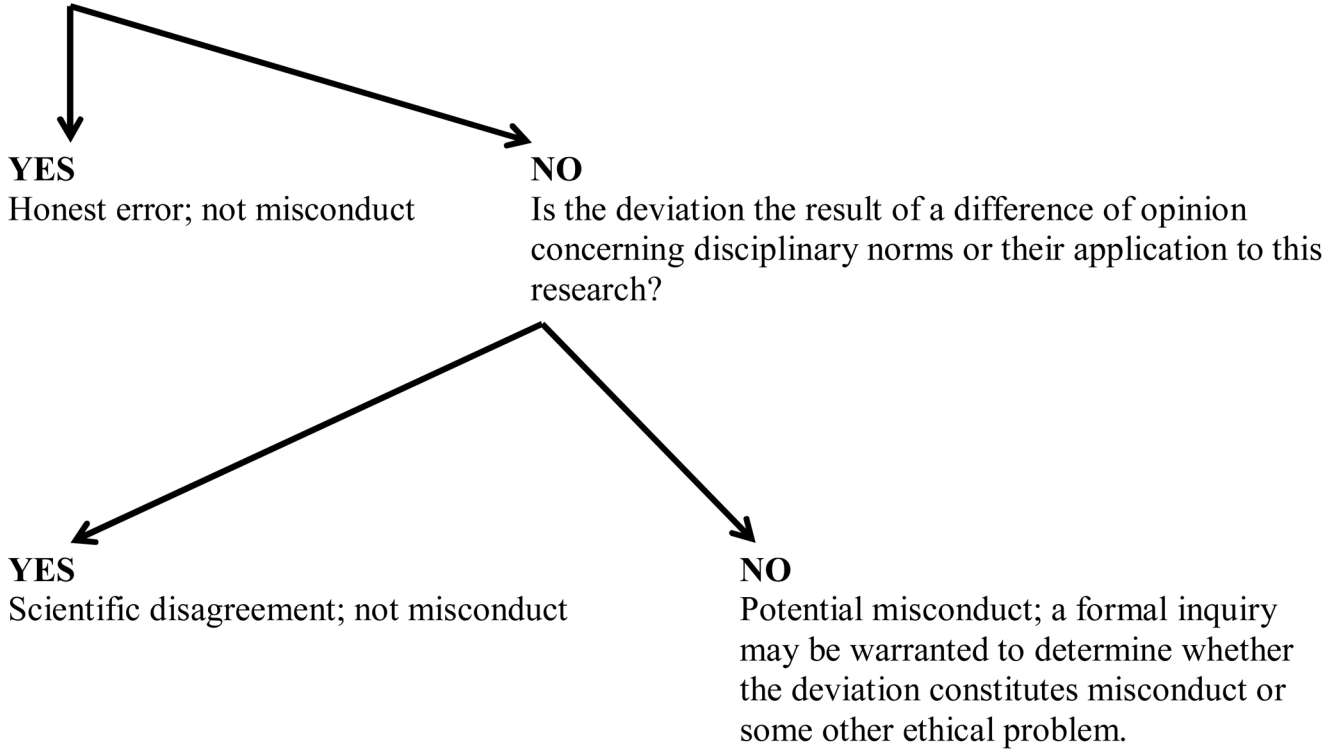 YES
Honest error; not misconduct
NO
Is the deviation the result of a difference of opinion
concerning disciplinary norms or their application to this
research?
YES
Scientific disagreement; not misconduct
NO
Potential misconduct; a formal inquiry
may be warranted to determine whether
the deviation constitutes misconduct or
some other ethical problem.